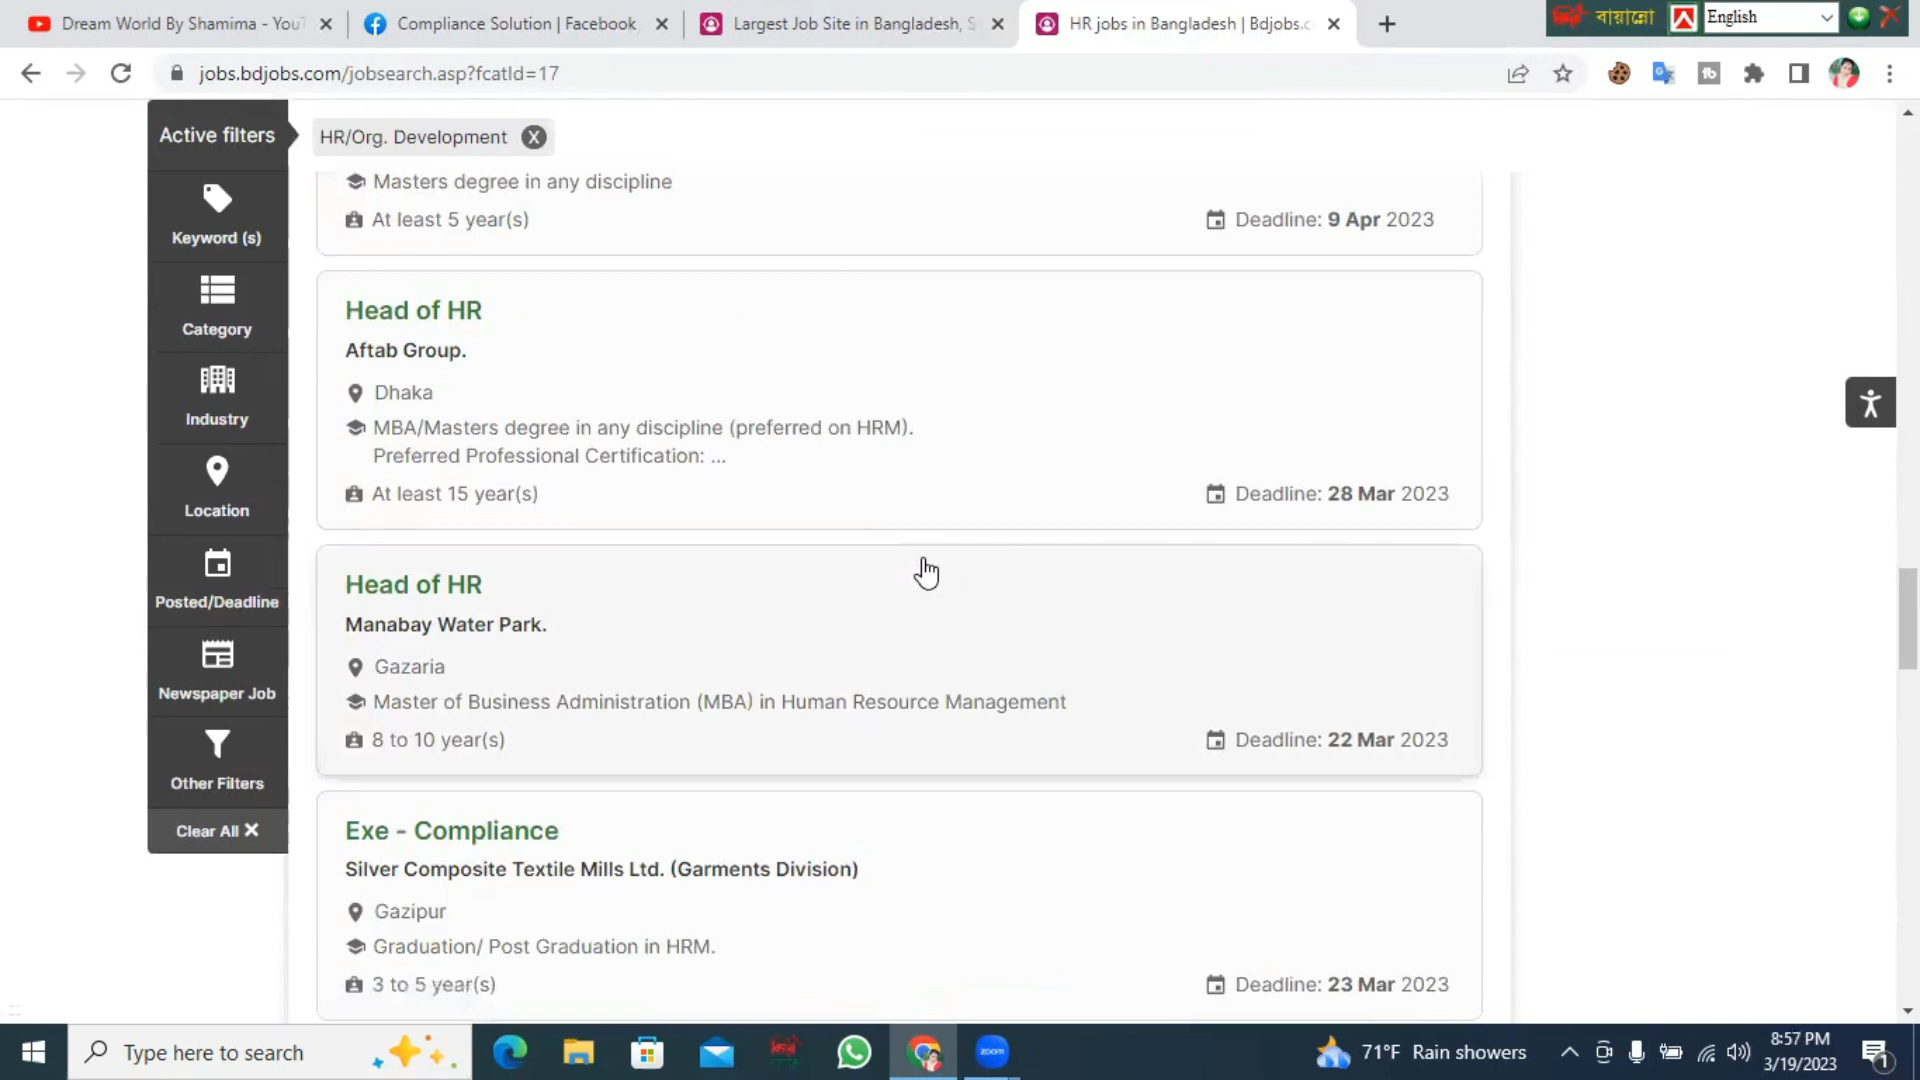 Dream World By Shamima - YouT
Compliance Solution | Facebook
Largest Job Site in Bangladesh, S
HR jobs in Bangladesh | Bdjobs.c
বায়ান্নো
English
jobs.bdjobs.com/jobsearch.asp?fcatId=17
Active filters
HR/Org. Development X
Keyword (s)
Category
Industry
Location
Posted/Deadline
Newspaper Job
Other Filters
Clear All ✕
Masters degree in any discipline
At least 5 year(s)
Deadline: 9 Apr 2023
Head of HR
Aftab Group.
Dhaka
MBA/Masters degree in any discipline (preferred on HRM).
Preferred Professional Certification: ...
At least 15 year(s)
Deadline: 28 Mar 2023
Head of HR
Manabay Water Park.
Gazaria
Master of Business Administration (MBA) in Human Resource Management
8 to 10 year(s)
Deadline: 22 Mar 2023
Exe - Compliance
Silver Composite Textile Mills Ltd. (Garments Division)
Gazipur
Graduation/ Post Graduation in HRM.
3 to 5 year(s)
Deadline: 23 Mar 2023
Type here to search
zoom
71°F Rain showers
8:57 PM
3/19/2023
1